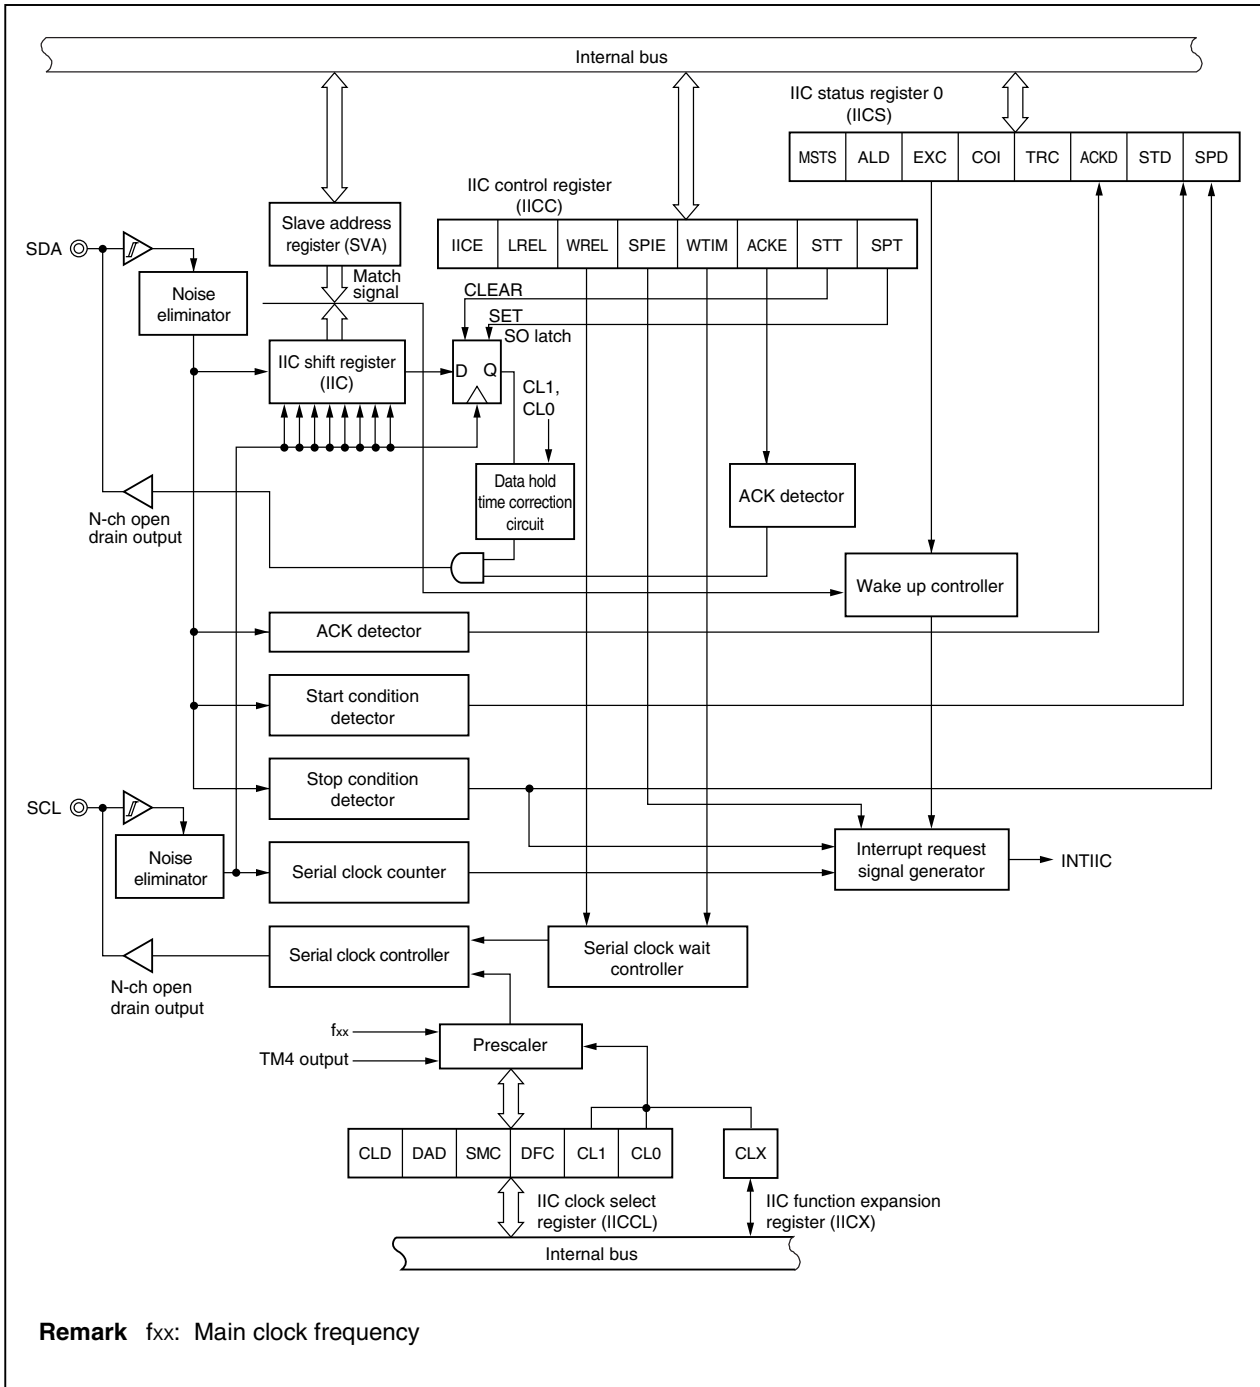 Internal bus
IIC status register 0
(IICS)
MSTS ALD EXC COI TRC ACKD STD SPD
IIC control register
(IICC)
IICE LREL WREL SPIE WTIM ACKE STT SPT
Slave address
register (SVA)
SDA
Noise
eliminator
Match
signal
CLEAR
SET
SO latch
IIC shift register
(IIC)
D Q
CL1,
CL0
Data hold
time correction
circuit
ACK detector
N-ch open
drain output
Wake up controller
ACK detector
Start condition
detector
Stop condition
detector
SCL
Noise
eliminator
Serial clock counter
Interrupt request
signal generator
INTIIC
Serial clock controller
Serial clock wait
controller
N-ch open
drain output
fxx
TM4 output
Prescaler
CLD DAD SMC DFC CL1 CL0 CLX
IIC clock select
register (IICCL)
IIC function expansion
register (IICX)
Internal bus
Remark fxx: Main clock frequency